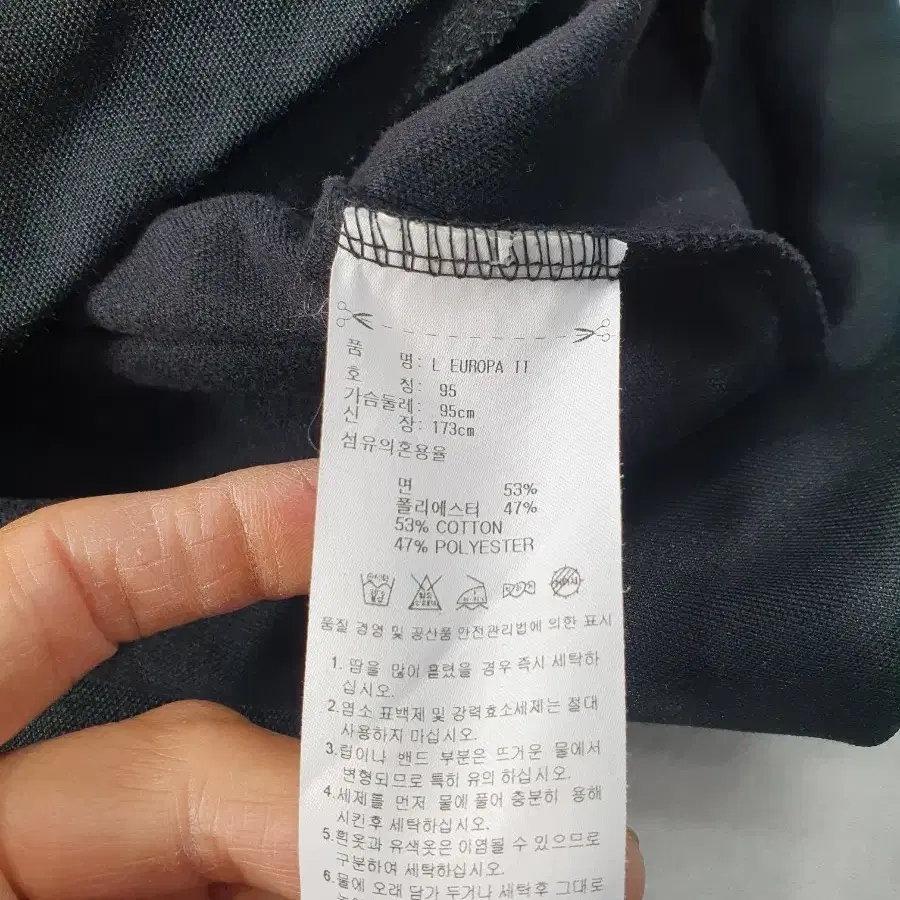 품 명: L EUROPA TT
호 칭: 95
가슴둘레: 95cm
신 장: 173cm
섬유의혼용율
면 53%
폴리에스터 47%
53% COTTON
47% POLYESTER
품질 경영 및 공산품 안전관리법에 의한 표시
1. 땀을 많이 흘렸을 경우 즉시 세탁하
십시오.
2.염소 표백제 및 강력효소세제는 절대
사용하지 마십시오.
3.럽이나 밴드 부분은 뜨거운 물에서
변형되므로 특히 유의 하십시오.
4.세제를 먼저 물에 풀어 충분히 용해
시킨후 세탁하십시오.
5.흰옷과 유색옷은 이염될 수 있으므로
구분하여 세탁하십시오.
6.물에 오래 담가 두거나 세탁후 그대로